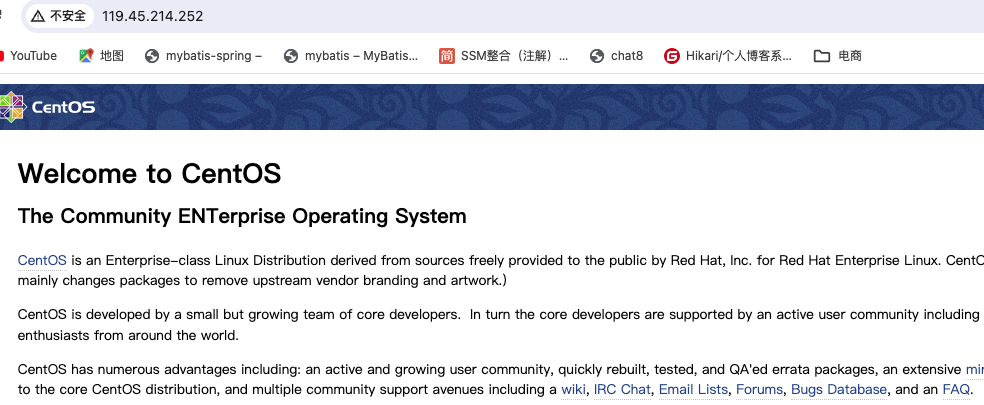 不安全 119.45.214.252
YouTube 地图 mybatis-spring – mybatis – MyBatis... 简 SSM整合（注解）... chat8 Hikari/个人博客系... 电商
CentOS
Welcome to CentOS
The Community ENTerprise Operating System
CentOS is an Enterprise-class Linux Distribution derived from sources freely provided to the public by Red Hat, Inc. for Red Hat Enterprise Linux. CentO
mainly changes packages to remove upstream vendor branding and artwork.)
CentOS is developed by a small but growing team of core developers. In turn the core developers are supported by an active user community including
enthusiasts from around the world.
CentOS has numerous advantages including: an active and growing user community, quickly rebuilt, tested, and QA'ed errata packages, an extensive mir
to the core CentOS distribution, and multiple community support avenues including a wiki, IRC Chat, Email Lists, Forums, Bugs Database, and an FAQ.